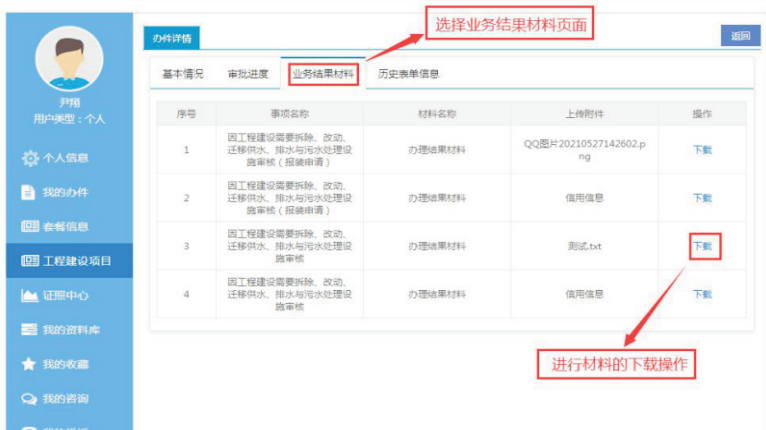 选择业务结果材料页面
办件详情
返回
基本情况 审批进度 业务结果材料 历史表单信息
用户类型：个人
个人信息
我的办件
套餐信息
工程建设项目
证照中心
我的资料库
我的收藏
我的咨询
序号 事项名称 材料名称 上传附件 操作
1 因工程建设需要拆除、改动、
迁移供水、排水与污水处理设
施审核（报装申请） 办理结果材料 QQ图片20210527142602.p
ng 下载
2 因工程建设需要拆除、改动、
迁移供水、排水与污水处理设
施审核（报装申请） 办理结果材料 信用信息 下载
3 因工程建设需要拆除、改动、
迁移供水、排水与污水处理设
施审核 办理结果材料 测试.txt 下载
4 因工程建设需要拆除、改动、
迁移供水、排水与污水处理设
施审核 办理结果材料 信用信息 下载
进行材料的下载操作